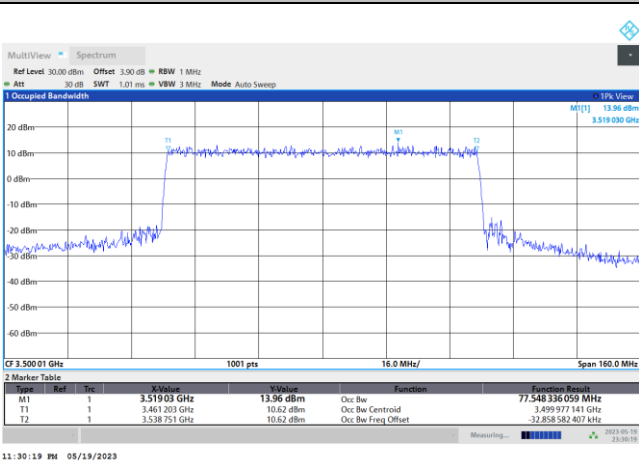 MultiView Spectrum
Ref Level 30.00 dBm Offset 3.90 dB RBW 1 MHz
Att 30 dB SWT 1.01 ms VBW 3 MHz Mode Auto Sweep
1 Occupied Bandwidth 1Pk View
M1[1] 13.96 dBm
3.519 030 GHz
20 dBm
T1 M1 T2
10 dBm
0 dBm
-10 dBm
-20 dBm
-30 dBm
-40 dBm
-50 dBm
-60 dBm
CF 3.500 01 GHz 1001 pts 16.0 MHz/ Span 160.0 MHz
2 Marker Table
Type Ref Trc X-Value Y-Value Function Function Result
M1 1 3.519 03 GHz 13.96 dBm Occ Bw 77.548 336 059 MHz
T1 1 3.461 203 GHz 10.62 dBm Occ Bw Centroid 3.499 977 141 GHz
T2 1 3.538 751 GHz 10.62 dBm Occ Bw Freq Offset -32.858 582 407 kHz
Measuring... 2023-05-19
23:30:19
11:30:19 PM 05/19/2023